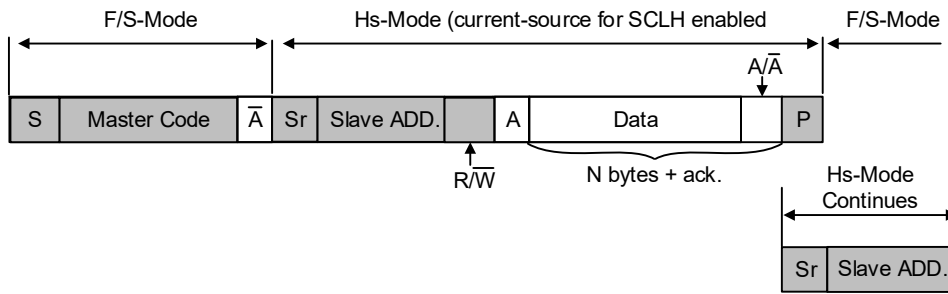 F/S-Mode
Hs-Mode (current-source for SCLH enabled
F/S-Mode
A/A̅
S
Master Code
A̅
Sr
Slave ADD.
A
Data
P
R/W̅
N bytes + ack.
Hs-Mode
Continues
Sr
Slave ADD.